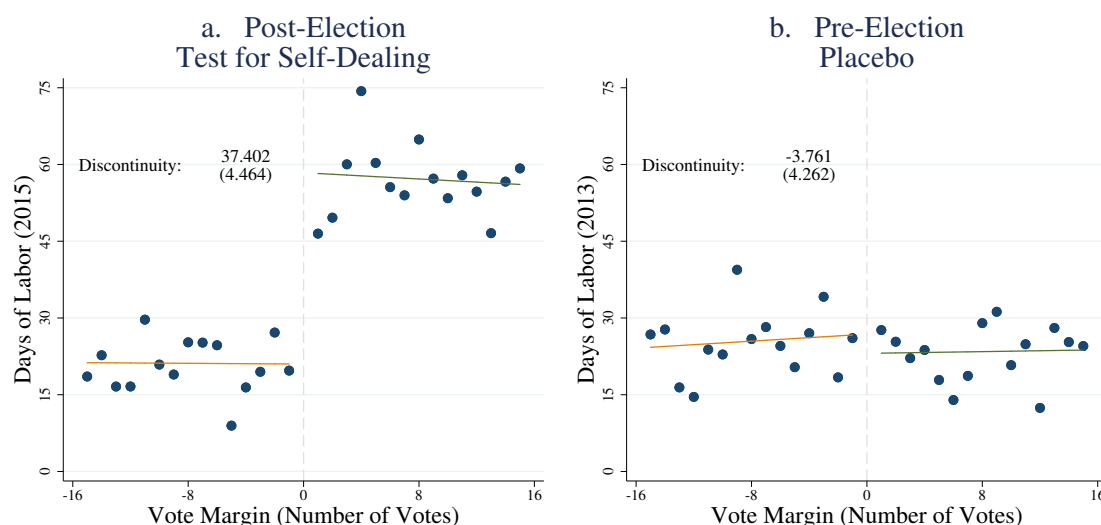 a. Post-Election
Test for Self-Dealing
Days of Labor (2015)
75
60
45
30
15
0
Discontinuity: 37.402
(4.464)
-16 -8 0 8 16
Vote Margin (Number of Votes)
b. Pre-Election
Placebo
Days of Labor (2013)
75
60
45
30
15
0
Discontinuity: -3.761
(4.262)
-16 -8 0 8 16
Vote Margin (Number of Votes)